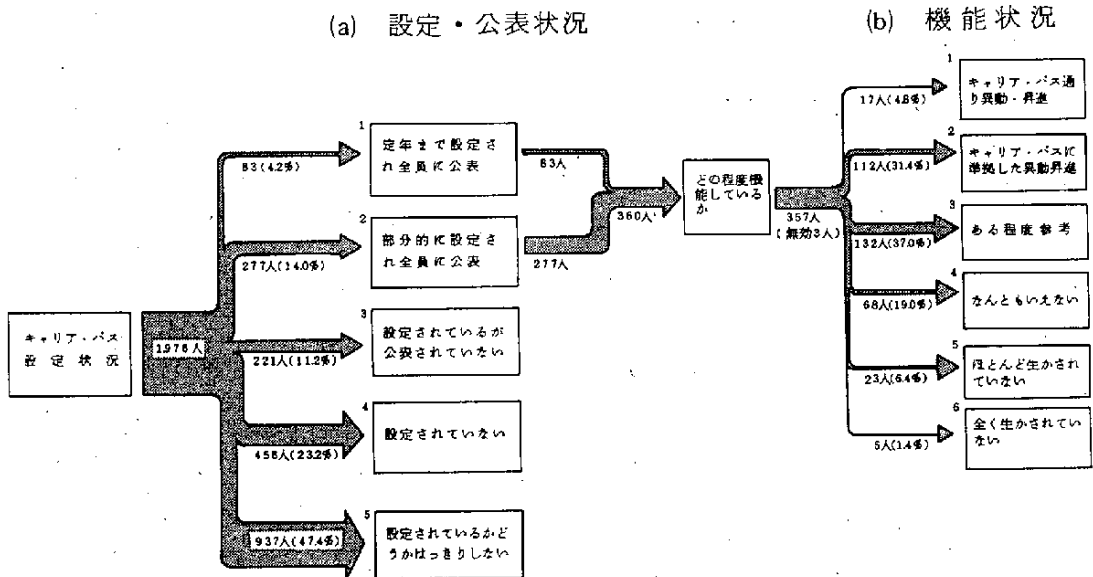 (a) 設定・公表状況
(b) 機能状況
キャリア・パス
設定状況
1,976人
83(4.2%)
1
定年まで設定さ
れ全員に公表
83人
277人(14.0%)
2
部分的に設定さ
れ全員に公表
277人
221人(11.2%)
3
設定されているが
公表されていない
458人(23.2%)
4
設定されていない
937人(47.4%)
5
設定されているかど
うかはっきりしない
360人
どの程度機
能している
か
357人
(無効3人)
17人(4.8%)
1
キャリア・パス通
り異動・昇進
112人(31.4%)
2
キャリア・パスに
準拠した異動昇進
132人(37.0%)
3
ある程度参考
68人(19.0%)
4
なんともいえない
23人(6.4%)
5
ほとんど生かされ
ていない
5人(1.4%)
6
全く生かされてい
ない